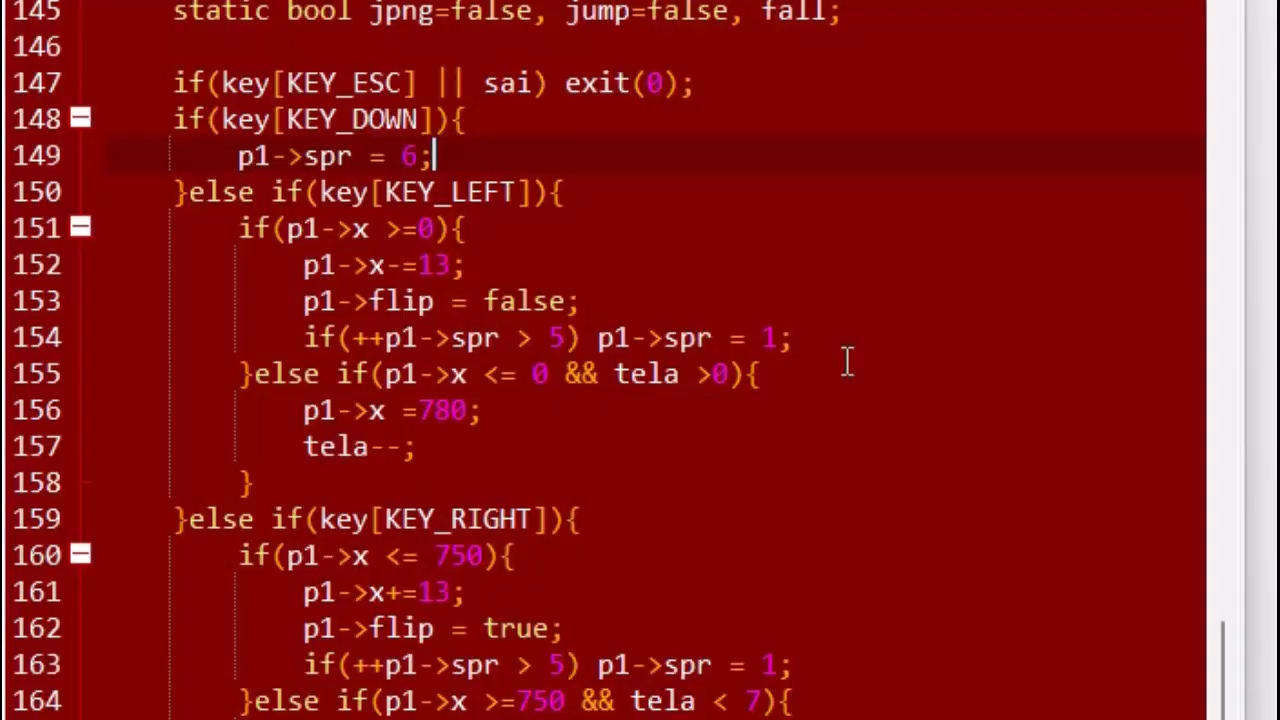 145 static bool jpng=false, jump=false, fall;
146
147 if(key[KEY_ESC] || sai) exit(0);
148 if(key[KEY_DOWN]){
149 p1->spr = 6;
150 }else if(key[KEY_LEFT]){
151 if(p1->x >=0){
152 p1->x-=13;
153 p1->flip = false;
154 if(++p1->spr > 5) p1->spr = 1;
155 }else if(p1->x <= 0 && tela >0){
156 p1->x =780;
157 tela--;
158 }
159 }else if(key[KEY_RIGHT]){
160 if(p1->x <= 750){
161 p1->x+=13;
162 p1->flip = true;
163 if(++p1->spr > 5) p1->spr = 1;
164 }else if(p1->x >=750 && tela < 7){